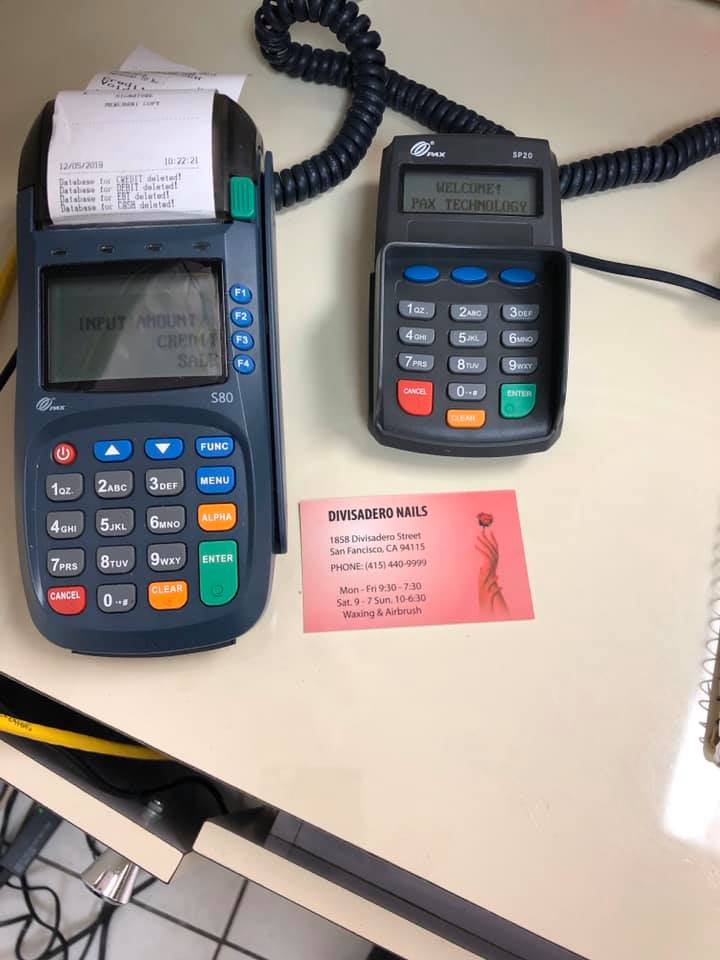 MERCHANT COPY
12/05/2019 10:22:21
Database for CREDIT deleted!
Database for DEBIT deleted!
Database for EBT deleted!
Database for CASH deleted!
INPUT AMOUNT
CREDIT
SALE
F1
F2
F3
F4
PAX
S80
FUNC
1QZ. 2ABC 3DEF MENU
4GHI 5JKL 6MNO ALPHA
7PRS 8TUV 9WXY ENTER
CANCEL 0 CLEAR
PAX SP20
WELCOME!
PAX TECHNOLOGY
1QZ. 2ABC 3DEF
4GHI 5JKL 6MNO
7PRS 8TUV 9WXY
CANCEL 0 ENTER
CLEAR
DIVISADERO NAILS
1858 Divisadero Street
San Fancisco, CA 94115
PHONE: (415) 440-9999
Mon - Fri 9:30 - 7:30
Sat. 9 - 7 Sun. 10-6:30
Waxing & Airbrush